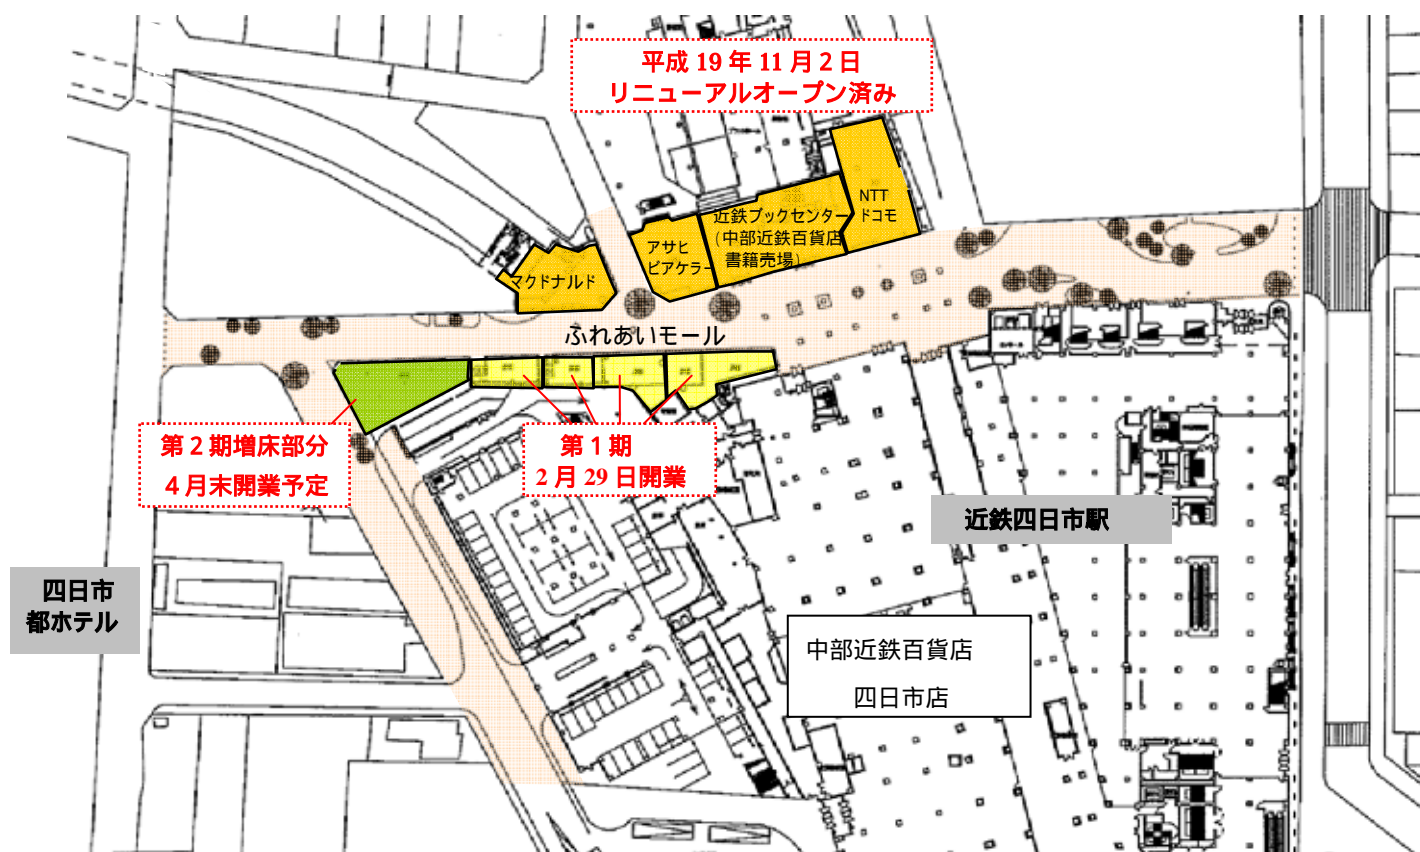 平成 19 年 11 月 2 日
リニューアルオープン済み
NTT
ドコモ
近鉄ブックセンター
(中部近鉄百貨店
書籍売場)
アサヒ
ビアケラー
マクドナルド
ふれあいモール
第 2 期増床部分
4 月末開業予定
第 1 期
2 月 29 日開業
近鉄四日市駅
四日市
都ホテル
中部近鉄百貨店
四日市店